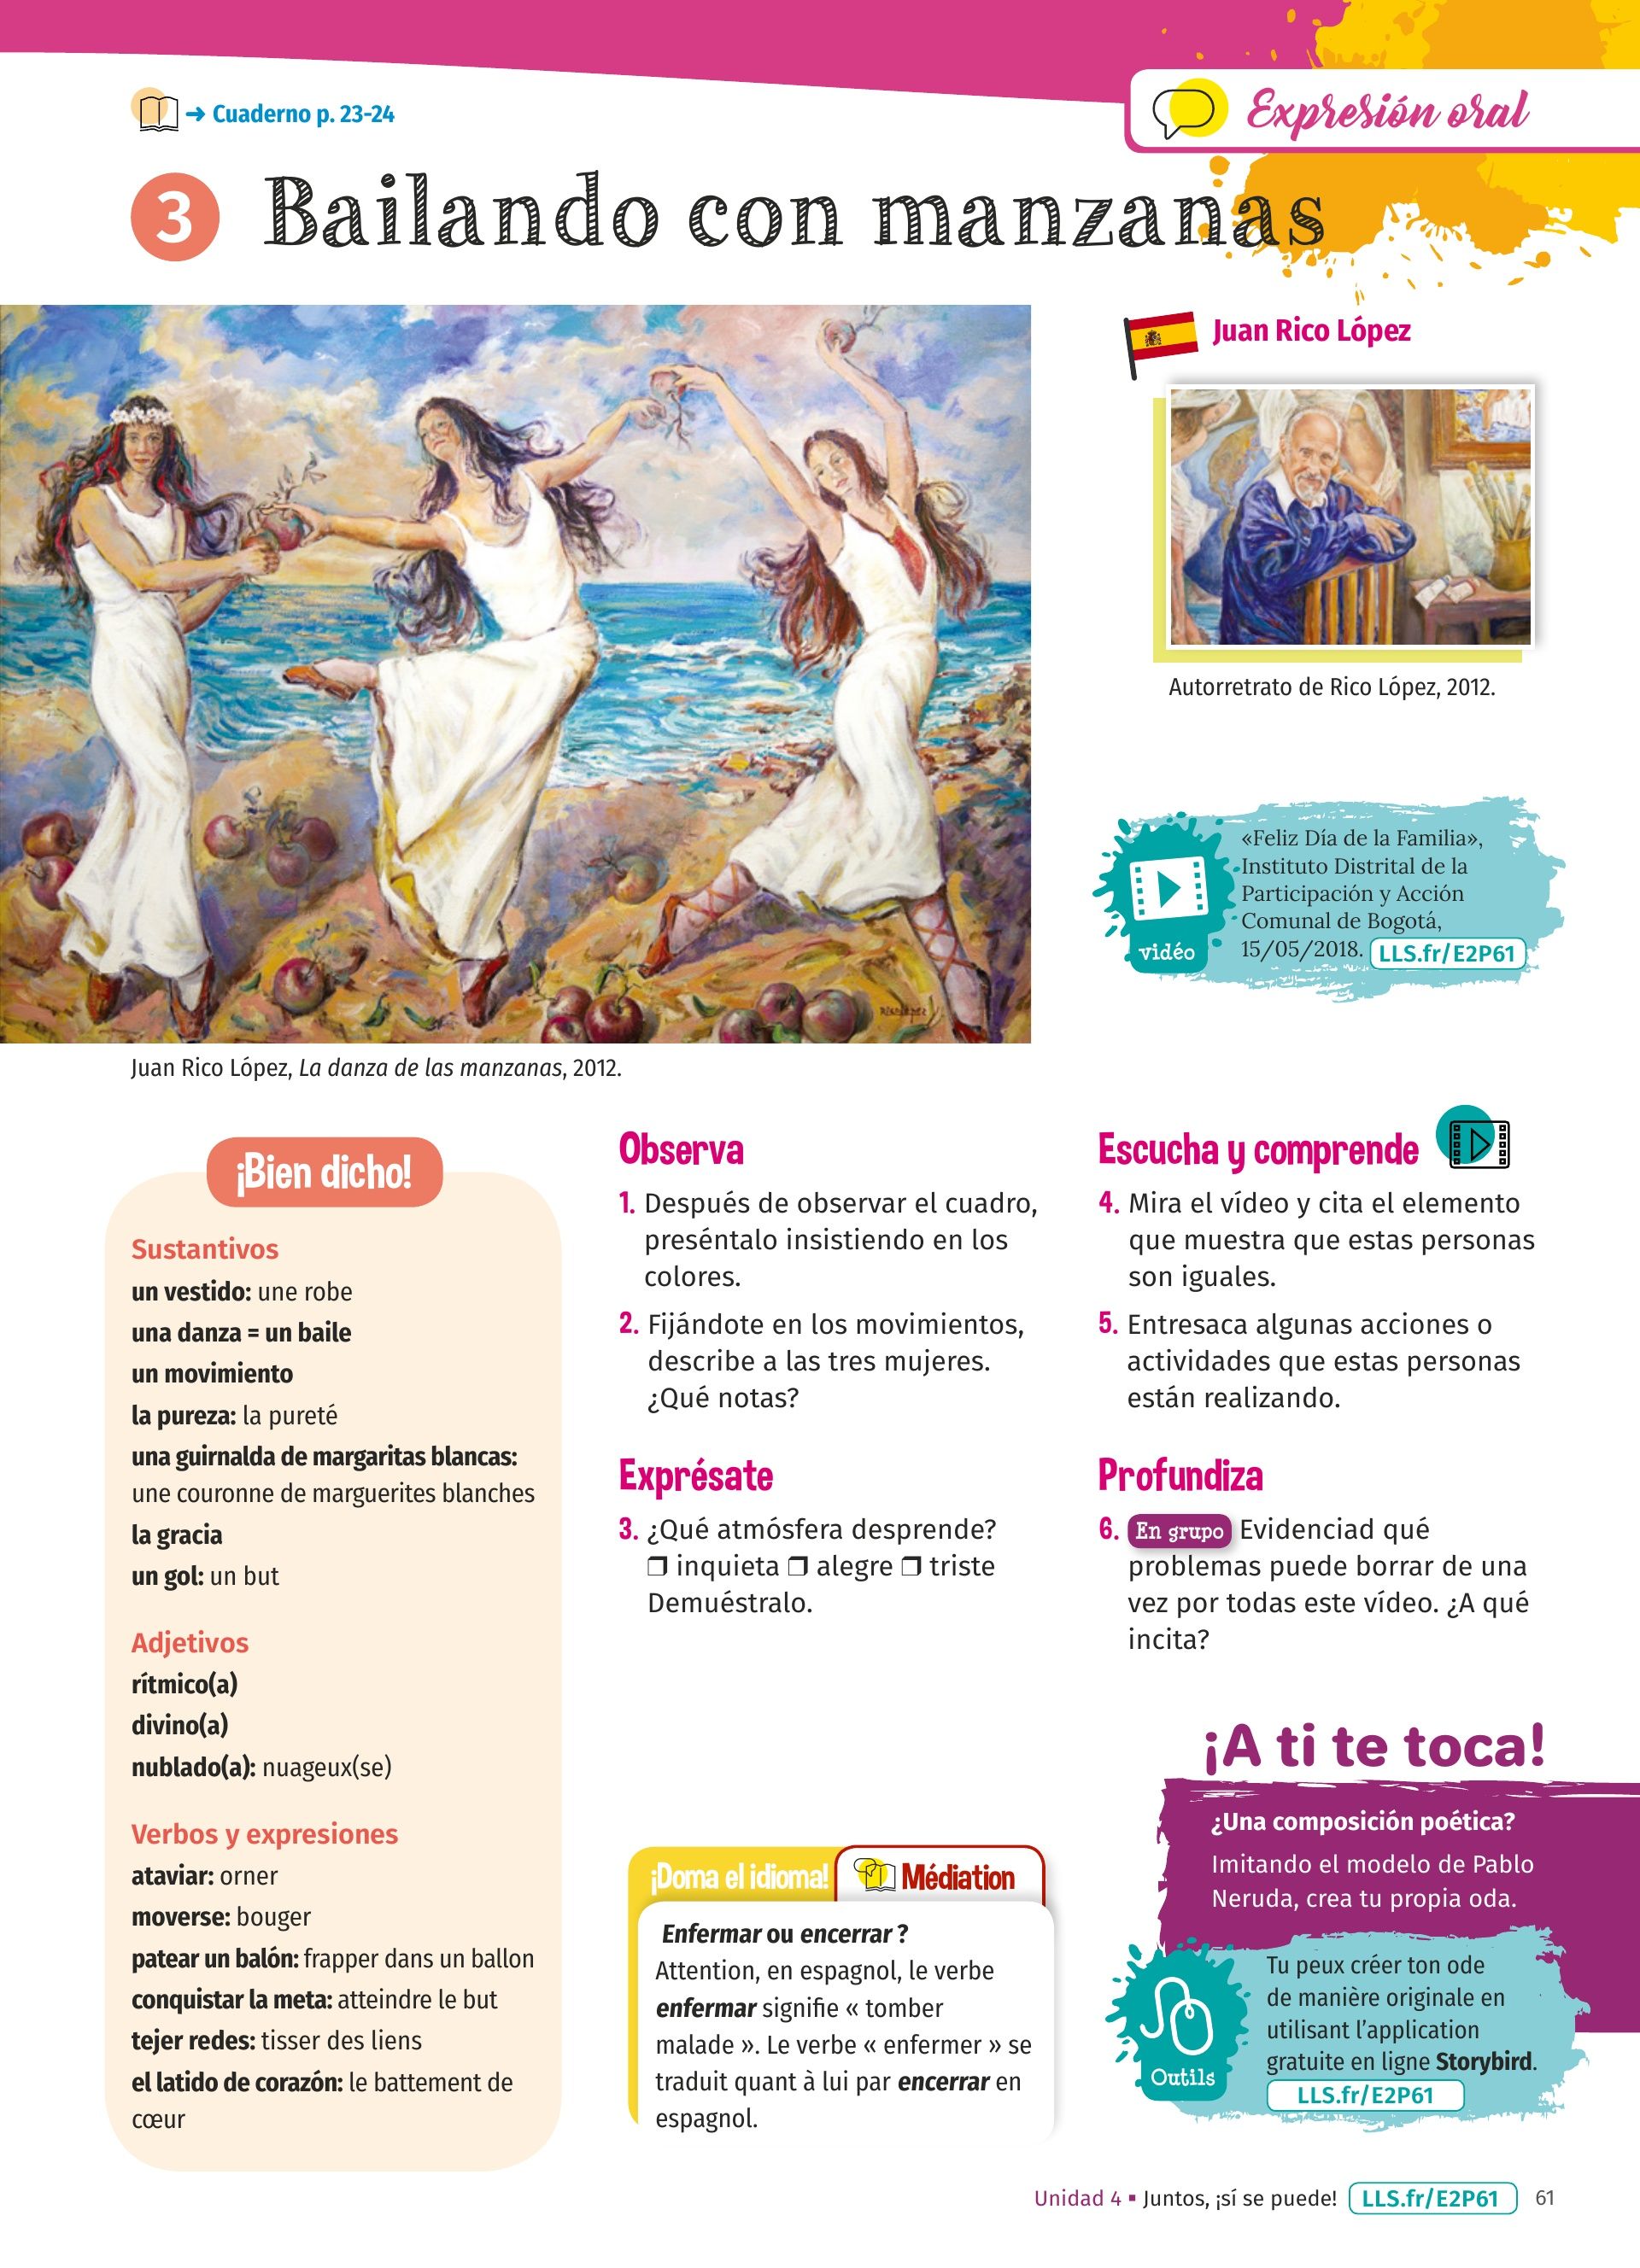 → Cuaderno p. 23-24
Expresión oral
3 Bailando con manzanas
Juan Rico López
Autorretrato de Rico López, 2012.
«Feliz Día de la Familia»,
Instituto Distrital de la
Participación y Acción
Comunal de Bogotá,
15/05/2018. LLS.fr/E2P61
vidéo
Juan Rico López, La danza de las manzanas, 2012.
¡Bien dicho!
Sustantivos
un vestido: une robe
una danza = un baile
un movimiento
la pureza: la pureté
una guirnalda de margaritas blancas:
une couronne de marguerites blanches
la gracia
un gol: un but
Adjetivos
rítmico(a)
divino(a)
nublado(a): nuageux(se)
Verbos y expresiones
ataviar: orner
moverse: bouger
patear un balón: frapper dans un ballon
conquistar la meta: atteindre le but
tejer redes: tisser des liens
el latido de corazón: le battement de
cœur
Observa
1. Después de observar el cuadro,
preséntalo insistiendo en los
colores.
2. Fijándote en los movimientos,
describe a las tres mujeres.
¿Qué notas?
Exprésate
3. ¿Qué atmósfera desprende?
❒ inquieta ❒ alegre ❒ triste
Demuéstralo.
¡Doma el idioma! Médiation
Enfermar ou encerrar ?
Attention, en espagnol, le verbe
enfermar signifie « tomber
malade ». Le verbe « enfermer » se
traduit quant à lui par encerrar en
espagnol.
Escucha y comprende
4. Mira el vídeo y cita el elemento
que muestra que estas personas
son iguales.
5. Entresaca algunas acciones o
actividades que estas personas
están realizando.
Profundiza
6. En grupo Evidenciad qué
problemas puede borrar de una
vez por todas este vídeo. ¿A qué
incita?
¡A ti te toca!
¿Una composición poética?
Imitando el modelo de Pablo
Neruda, crea tu propia oda.
Tu peux créer ton ode
de manière originale en
utilisant l'application
gratuite en ligne Storybird.
LLS.fr/E2P61
Outils
Unidad 4 ▪ Juntos, ¡sí se puede! LLS.fr/E2P61 61